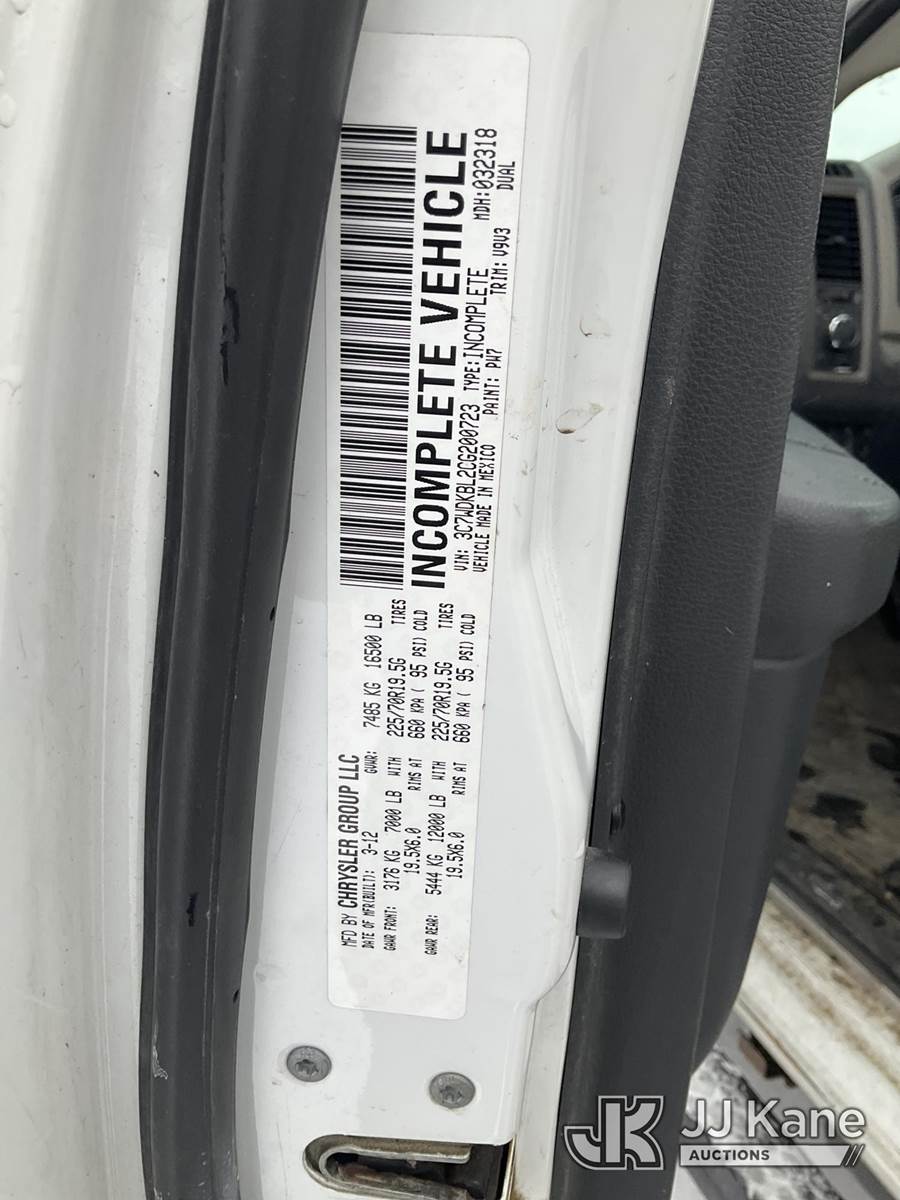 MFD BY CHRYSLER GROUP LLC
DATE OF MFR(BUILT): 3-12 GVWR: 7485 KG 16500 LB
GAWR FRONT: 3176 KG 7000 LB WITH 225/70R19.5G TIRES
19.5X6.0 RIMS AT 660 KPA ( 95 PSI) COLD
GAWR REAR: 5444 KG 12000 LB WITH 225/70R19.5G TIRES
19.5X6.0 RIMS AT 660 KPA ( 95 PSI) COLD
INCOMPLETE VEHICLE
VIN: 3C7WDKBL2CG200723 TYPE:INCOMPLETE MDH:032318
VEHICLE MADE IN MEXICO PAINT: PW7 TRIM: V9V3 DUAL
JK JJ Kane
AUCTIONS